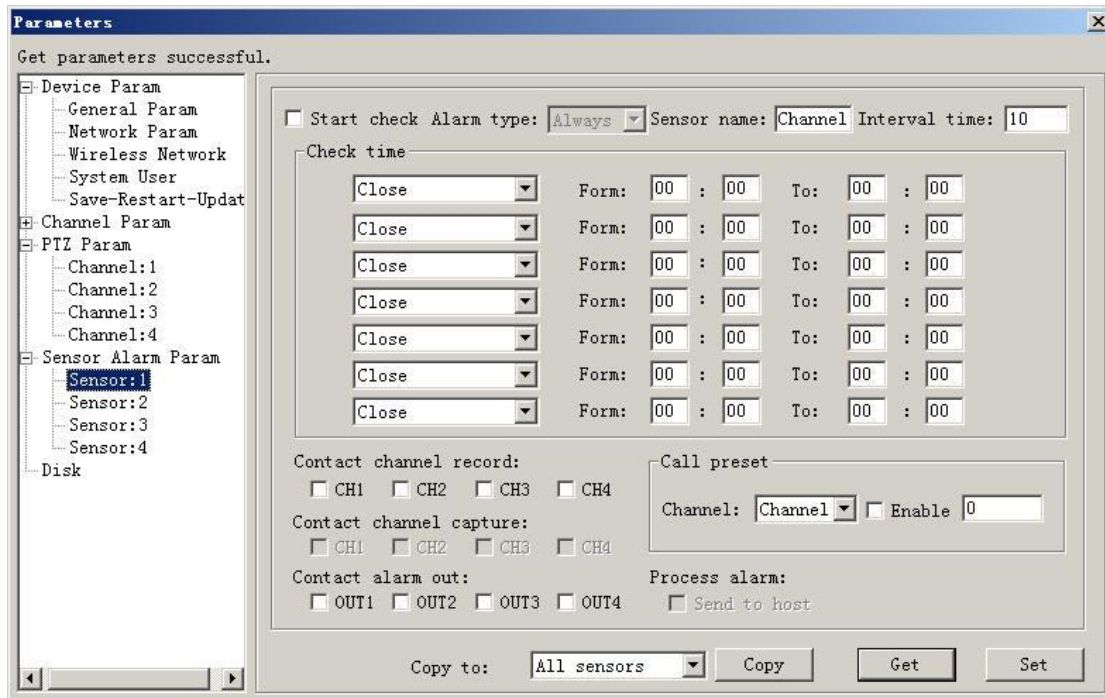 Parameters
Get parameters successful.
Device Param
General Param
Network Param
Wireless Network
System User
Save-Restart-Updat
Channel Param
PTZ Param
Channel:1
Channel:2
Channel:3
Channel:4
Sensor Alarm Param
Sensor:1
Sensor:2
Sensor:3
Sensor:4
Disk
Start check Alarm type: Always Sensor name: Channel Interval time: 10
Check time
Close Form: 00 : 00 To: 00 : 00
Close Form: 00 : 00 To: 00 : 00
Close Form: 00 : 00 To: 00 : 00
Close Form: 00 : 00 To: 00 : 00
Close Form: 00 : 00 To: 00 : 00
Close Form: 00 : 00 To: 00 : 00
Close Form: 00 : 00 To: 00 : 00
Contact channel record:
CH1 CH2 CH3 CH4
Contact channel capture:
CH1 CH2 CH3 CH4
Contact alarm out:
OUT1 OUT2 OUT3 OUT4
Call preset
Channel: Channel Enable 0
Process alarm:
Send to host
Copy to: All sensors Copy Get Set